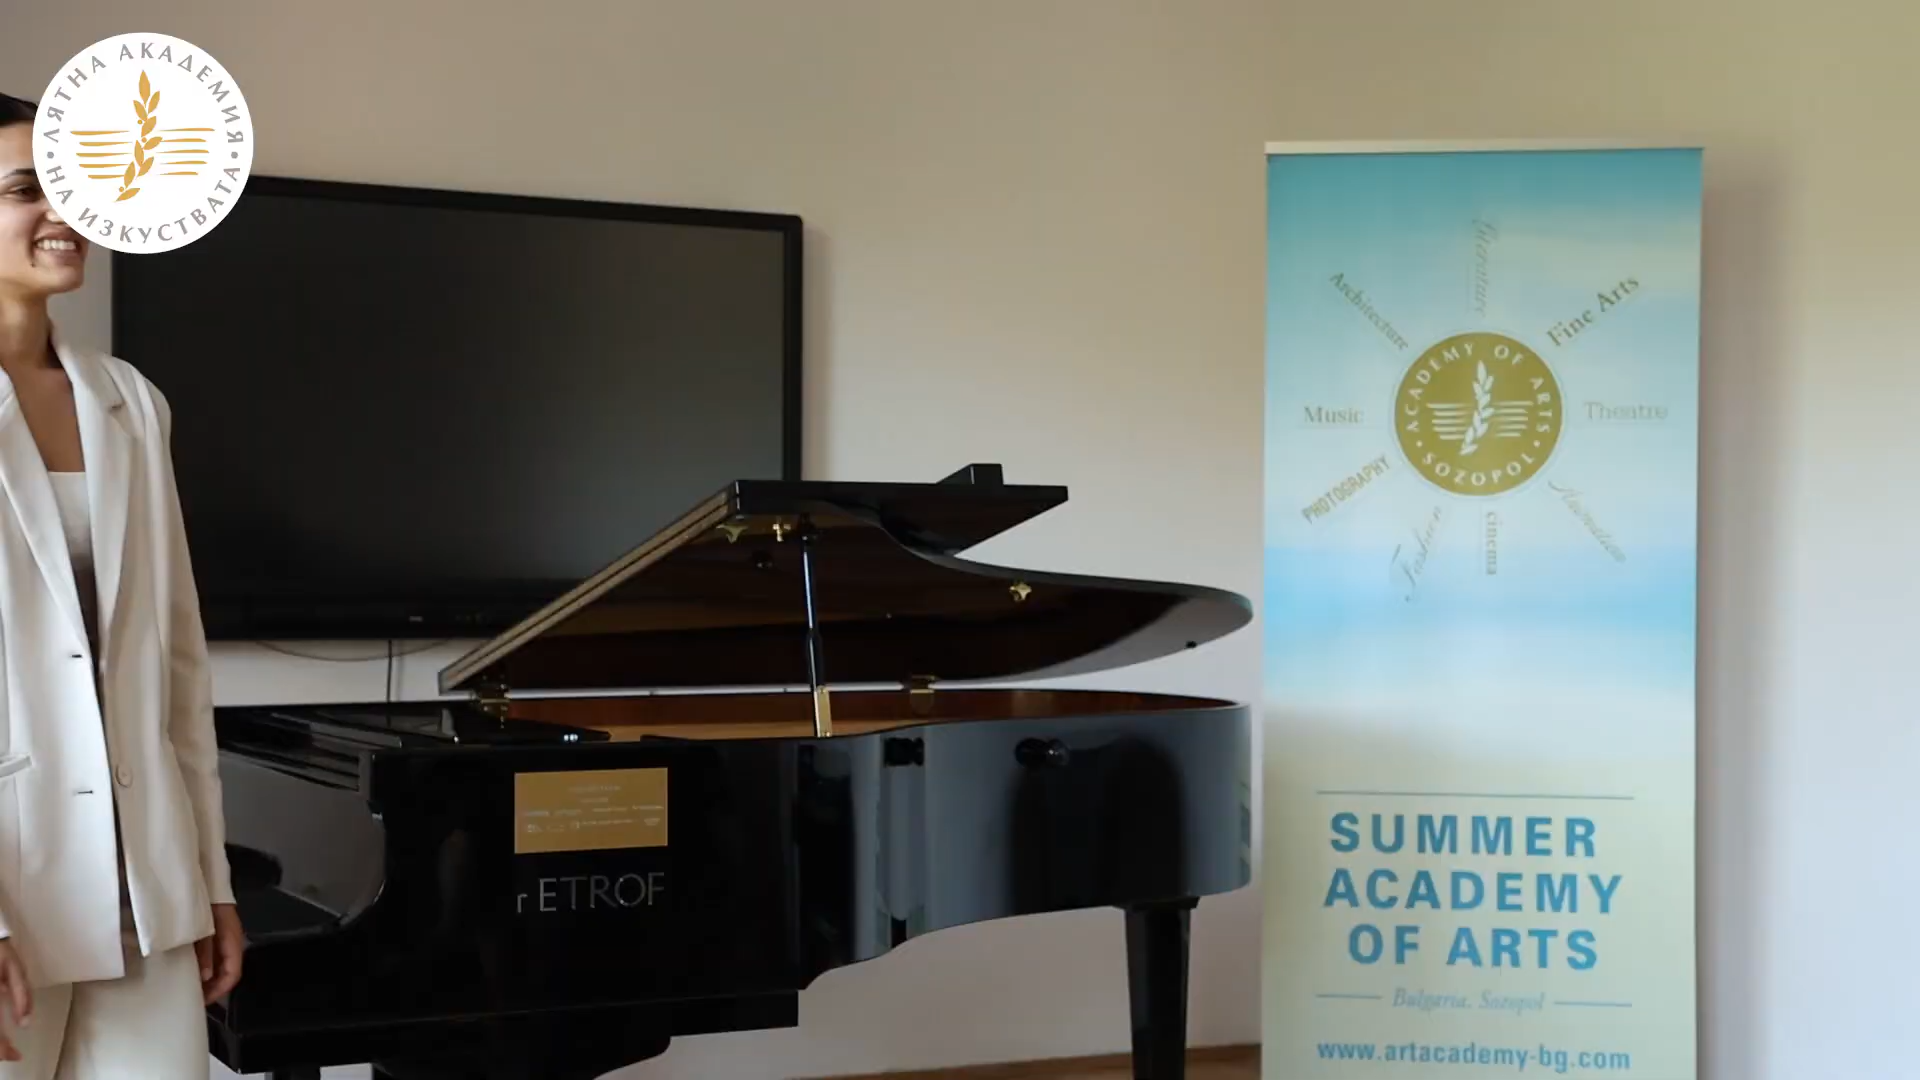 ЛЯТНА АКАДЕМИЯ
НА ИЗКУСТВАТА
Literature
Architecture
Fine Arts
ACADEMY OF ARTS
SOZOPOL
Music
Theatre
PHOTOGRAPHY
Fashion
cinema
Animation
ETROF
SUMMER
ACADEMY
OF ARTS
Bulgaria, Sozopol
www.artacademy-bg.com